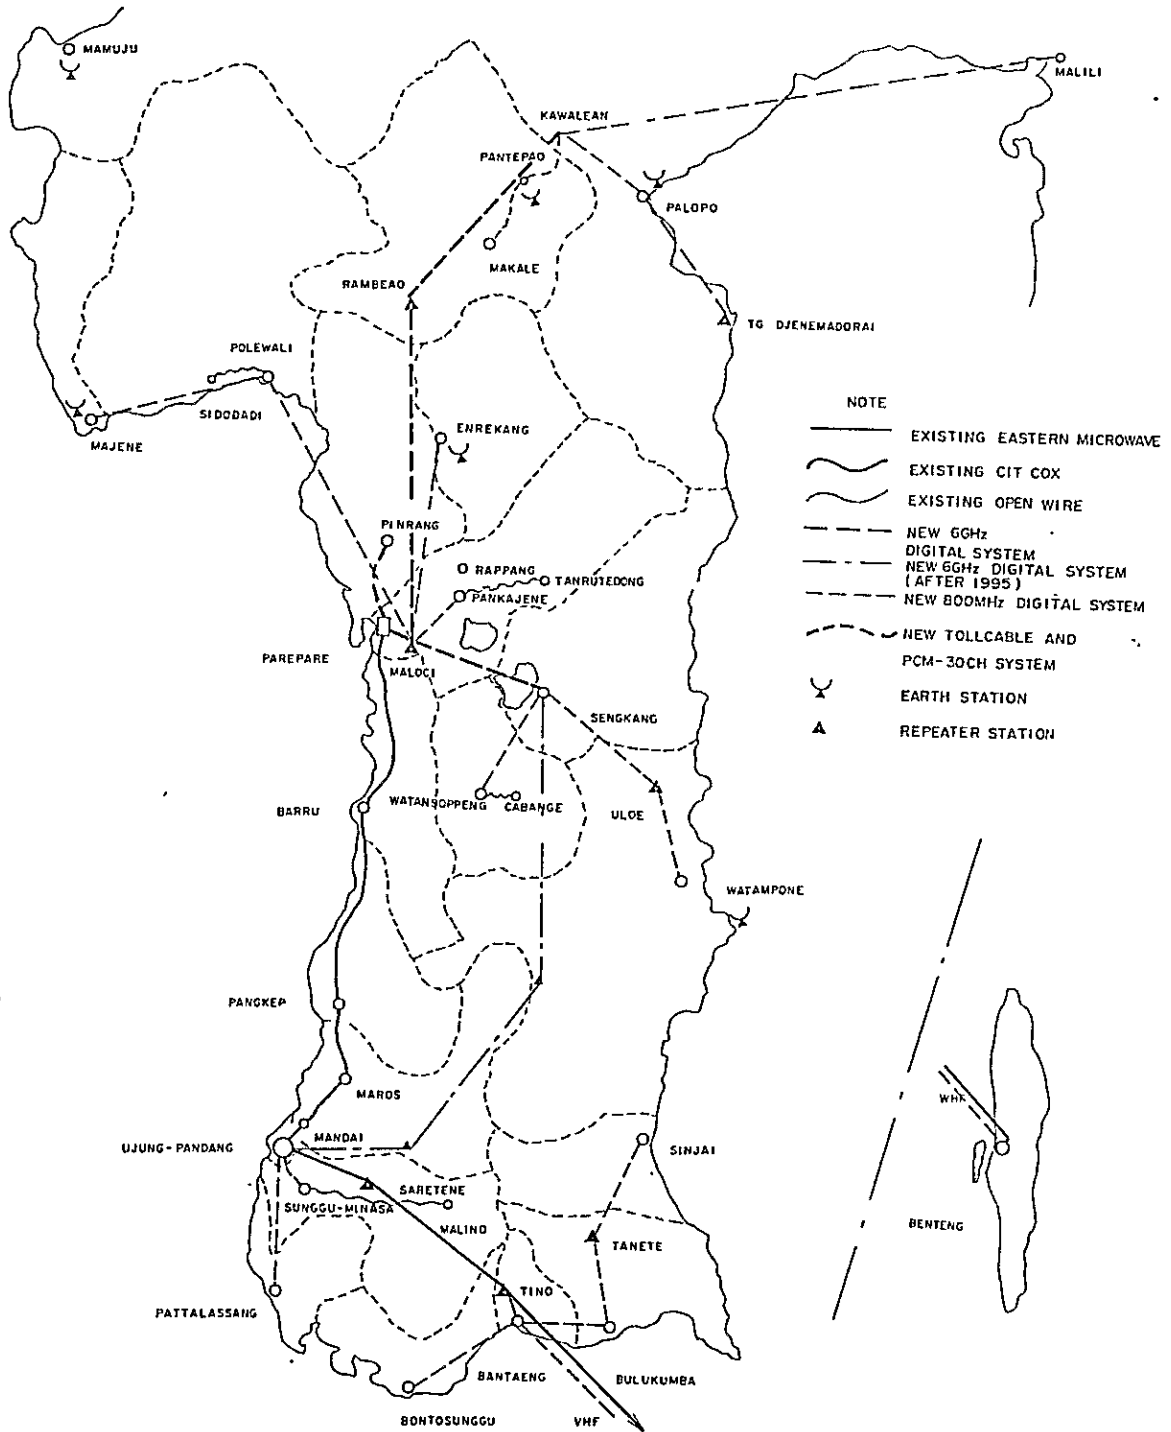 MAMUJU
MALILI
KAWALEAN
PANTEPAO
PALOPO
MAKALE
RAMBEAO
TG DJENEMADORAI
POLEWALI
SIDODADI
MAJENE
ENREKANG
NOTE
EXISTING EASTERN MICROWAVE
EXISTING CIT COX
EXISTING OPEN WIRE
NEW 6GHz
DIGITAL SYSTEM
NEW 6GHz DIGITAL SYSTEM
(AFTER 1995)
NEW 800MHz DIGITAL SYSTEM
NEW TOLLCABLE AND
PCM-30CH SYSTEM
EARTH STATION
REPEATER STATION
PINRANG
RAPPANG
TANRUTEDONG
PANKAJENE
PAREPARE
MALOCI
SENGKANG
WATANSOPPENG
CABANGE
BARRU
ULOE
WATAMPONE
PANGKEP
MAROS
MANDAI
UJUNG-PANDANG
SINJAI
WHF
SARETENE
SUNGGU-MINASA
MALINO
BENTENG
TANETE
TINO
PATTALASSANG
BANTAENG
BULUKUMBA
BONTOSUNGGU
VHF